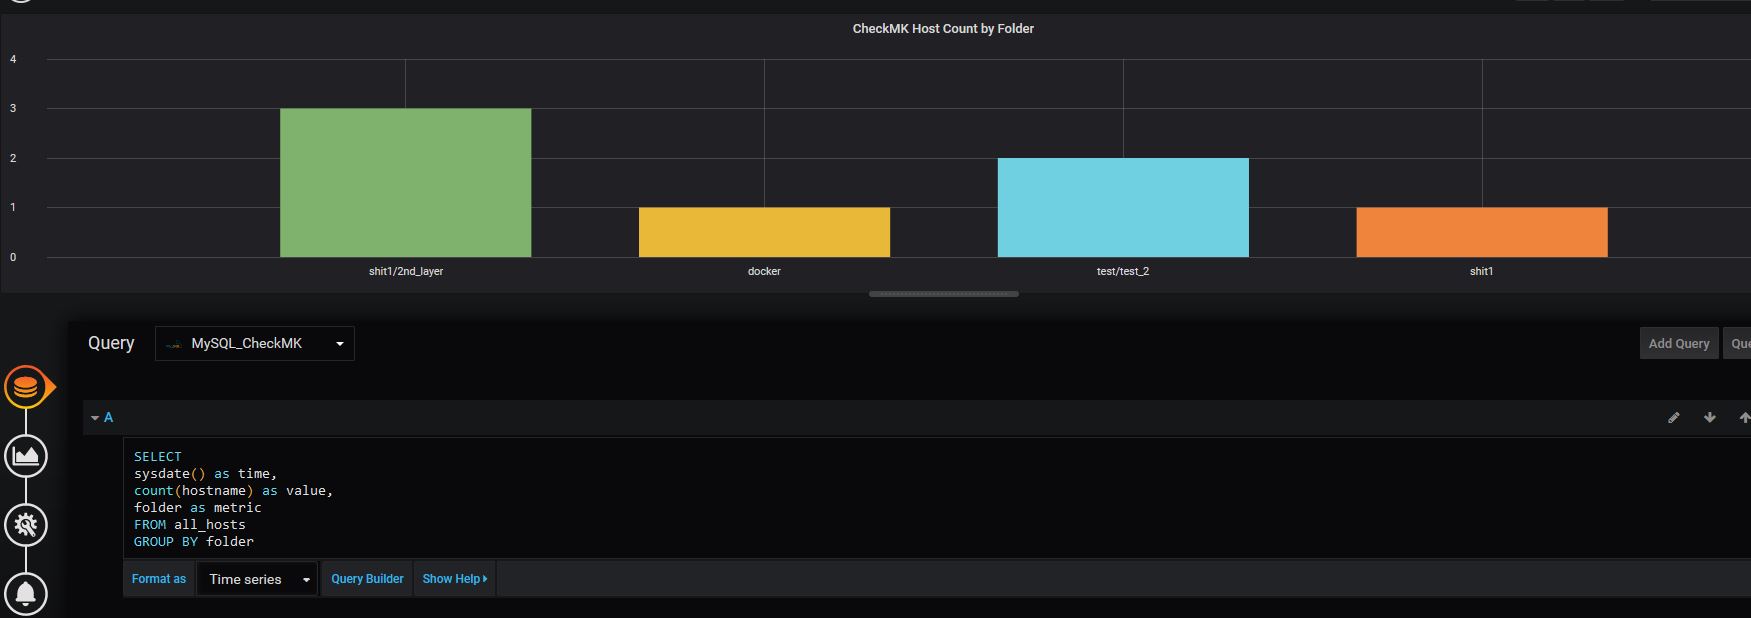 CheckMK Host Count by Folder
4
3
2
1
0
shit1/2nd_layer docker test/test_2 shit1
Query MySQL_CheckMK Add Query Que
A
SELECT
sysdate() as time,
count(hostname) as value,
folder as metric
FROM all_hosts
GROUP BY folder
Format as Time series Query Builder Show Help